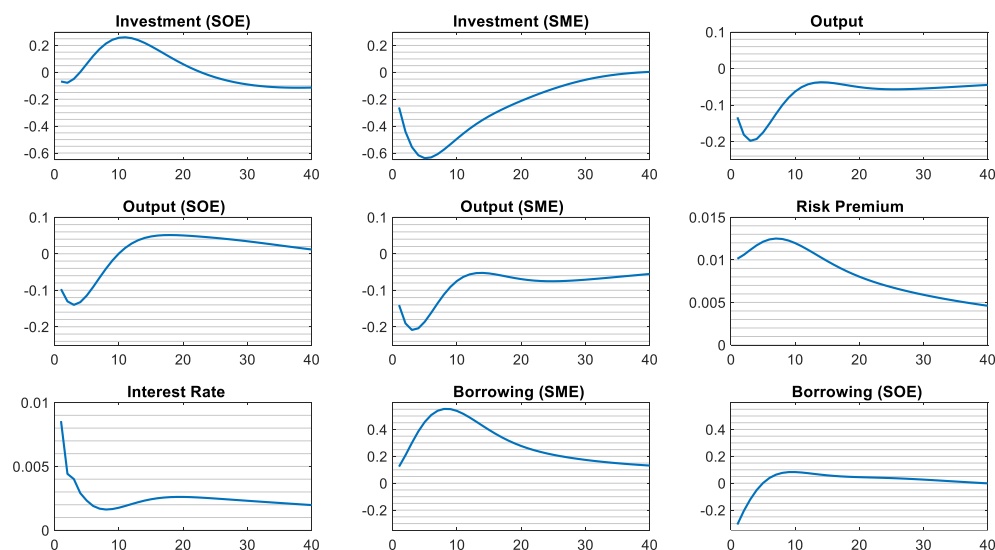 Investment (SOE)
0.2
0
-0.2
-0.4
-0.6
0 10 20 30 40
Investment (SME)
0.2
0
-0.2
-0.4
-0.6
0 10 20 30 40
Output
0.1
0
-0.1
-0.2
0 10 20 30 40
Output (SOE)
0.1
0
-0.1
-0.2
0 10 20 30 40
Output (SME)
0.1
0
-0.1
-0.2
0 10 20 30 40
Risk Premium
0.015
0.01
0.005
0
0 10 20 30 40
Interest Rate
0.01
0.005
0
0 10 20 30 40
Borrowing (SME)
0.4
0.2
0
-0.2
0 10 20 30 40
Borrowing (SOE)
0.4
0.2
0
-0.2
0 10 20 30 40